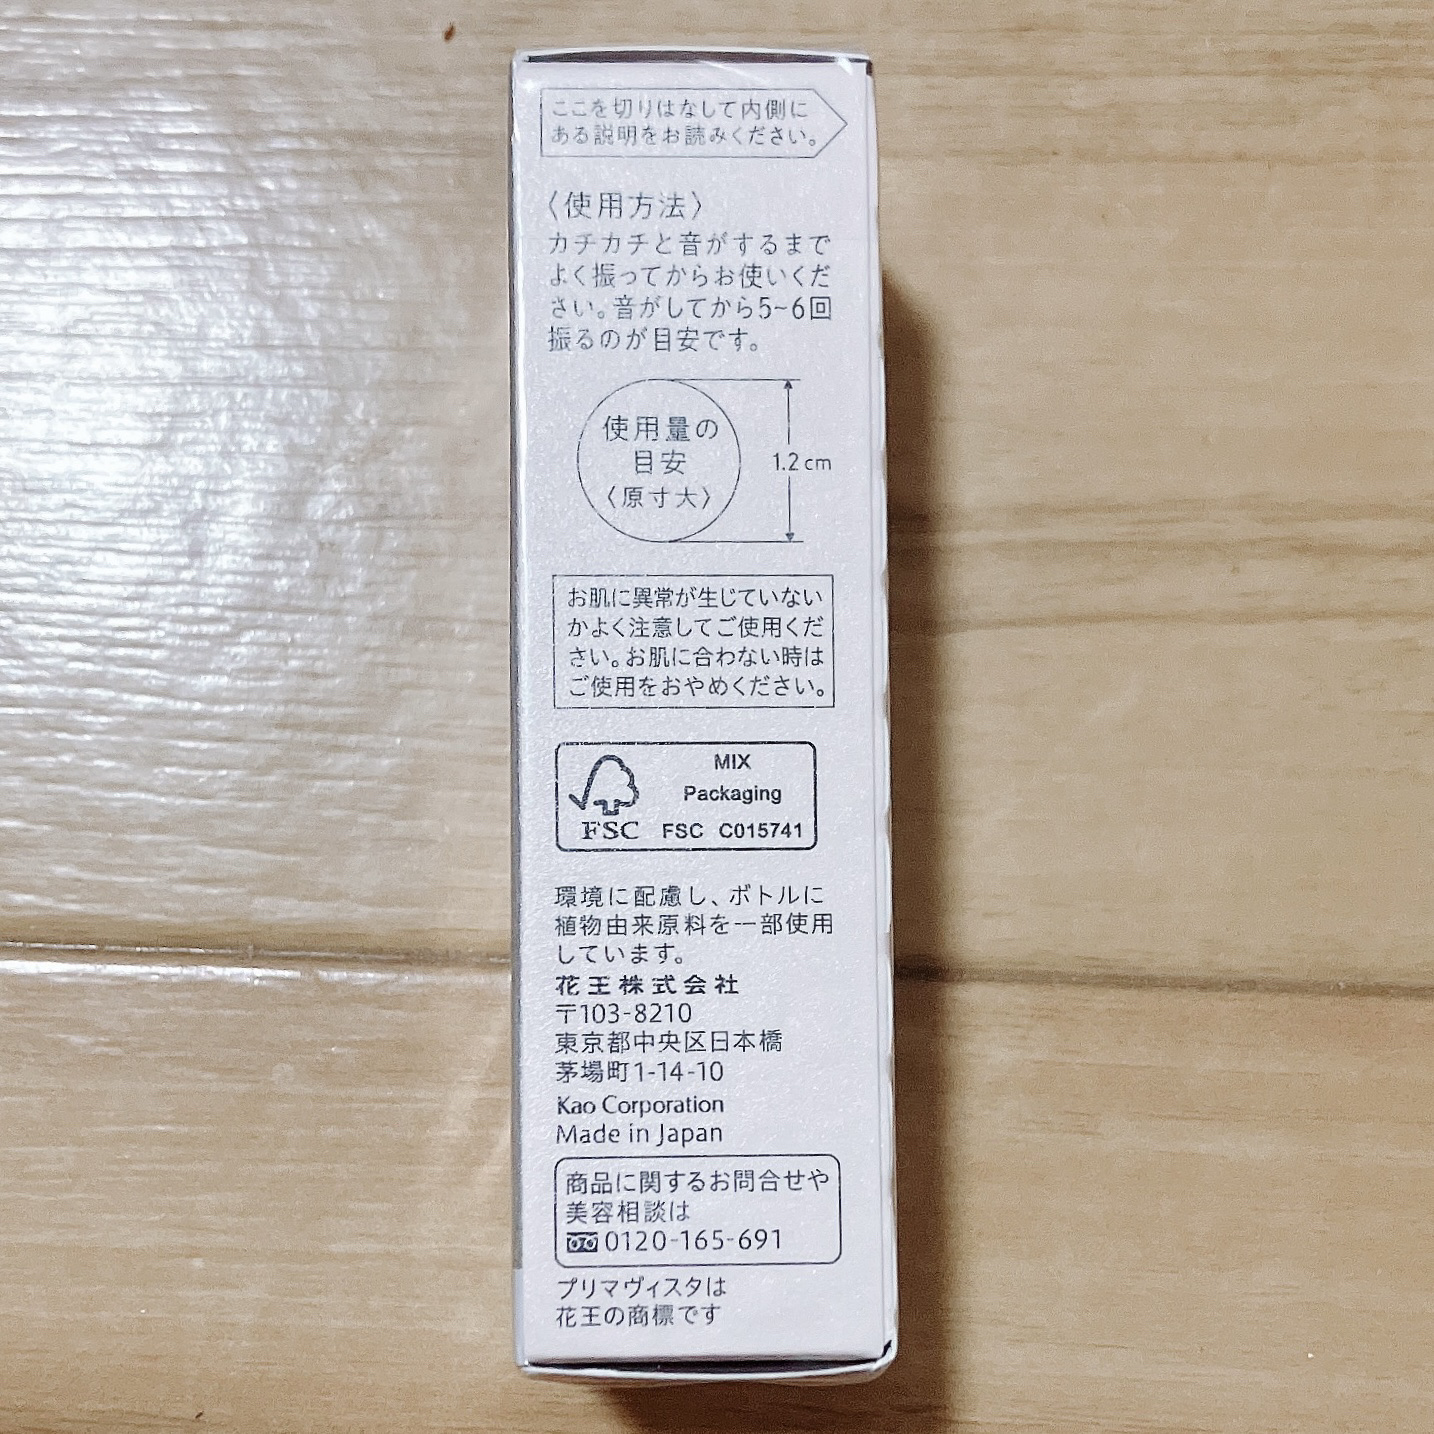 ここを切りはなして内側に
ある説明をお読みください。
〈使用方法〉
カチカチと音がするまで
よく振ってからお使いくだ
さい。音がしてから5~6回
振るのが目安です。
使用量の
目安
〈原寸大〉
1.2cm
お肌に異常が生じていない
かよく注意してご使用くだ
さい。お肌に合わない時は
ご使用をおやめください。
MIX
Packaging
FSC FSC C015741
環境に配慮し、ボトルに
植物由来原料を一部使用
しています。
花王株式会社
〒103-8210
東京都中央区日本橋
茅場町1-14-10
Kao Corporation
Made in Japan
商品に関するお問合せや
美容相談は
0120-165-691
プリマヴィスタは
花王の商標です